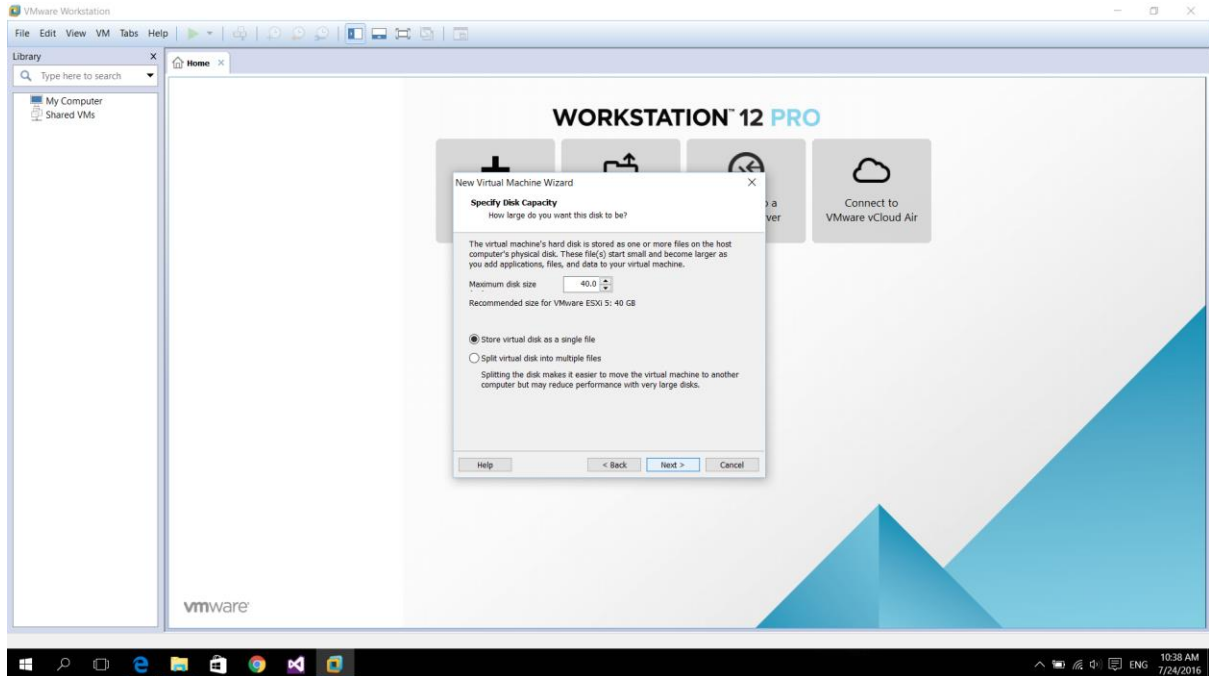 VMware Workstation
File Edit View VM Tabs Help
Library X
Type here to search
My Computer
Shared VMs
Home ×
WORKSTATION™ 12 PRO
o a
ver
Connect to
VMware vCloud Air
New Virtual Machine Wizard
Specify Disk Capacity
How large do you want this disk to be?
The virtual machine's hard disk is stored as one or more files on the host
computer's physical disk. These file(s) start small and become larger as
you add applications, files, and data to your virtual machine.
Maximum disk size 40.0
Recommended size for VMware ESXi 5: 40 GB
Store virtual disk as a single file
Split virtual disk into multiple files
Splitting the disk makes it easier to move the virtual machine to another
computer but may reduce performance with very large disks.
Help < Back Next > Cancel
vmware
ENG 10:38 AM
7/24/2016